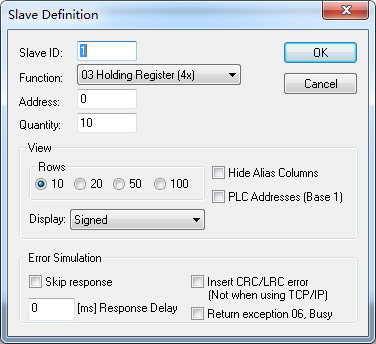 Slave Definition
Slave ID: 1
OK
Function: 03 Holding Register (4x)
Cancel
Address: 0
Quantity: 10
View
Rows
10 20 50 100
Hide Alias Columns
PLC Addresses (Base 1)
Display: Signed
Error Simulation
Skip response
Insert CRC/LRC error
(Not when using TCP/IP)
0 [ms] Response Delay
Return exception 06, Busy